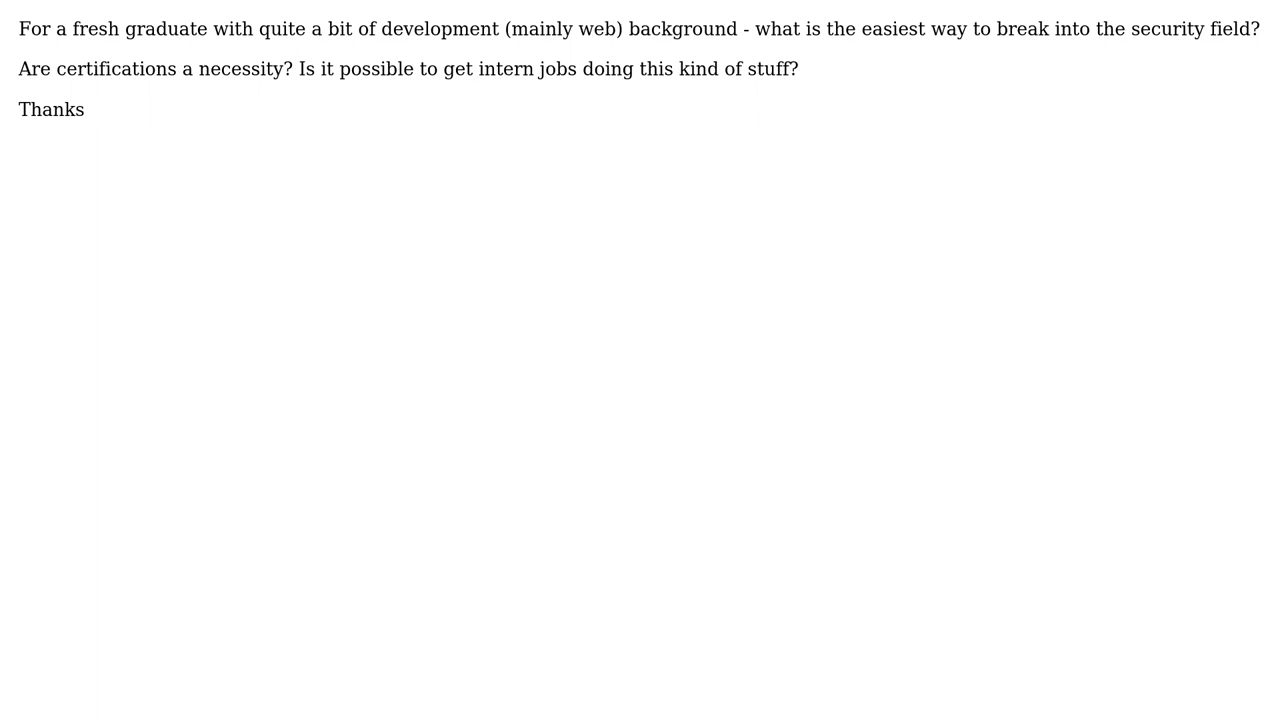 For a fresh graduate with quite a bit of development (mainly web) background - what is the easiest way to break into the security field?
Are certifications a necessity? Is it possible to get intern jobs doing this kind of stuff?
Thanks